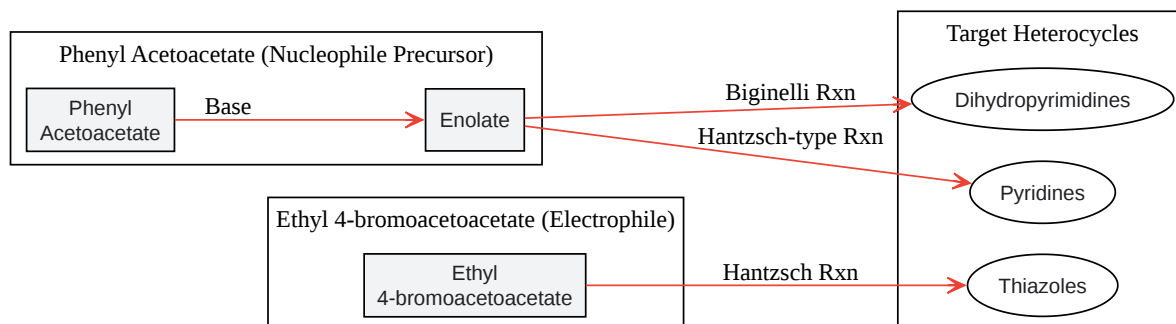 Phenyl Acetoacetate (Nucleophile Precursor)
Phenyl
Acetoacetate
Base
Enolate
Biginelli Rxn
Hantzsch-type Rxn
Target Heterocycles
Dihydropyrimidines
Pyridines
Ethyl 4-bromoacetoacetate (Electrophile)
Ethyl
4-bromoacetoacetate
Hantzsch Rxn
Thiazoles